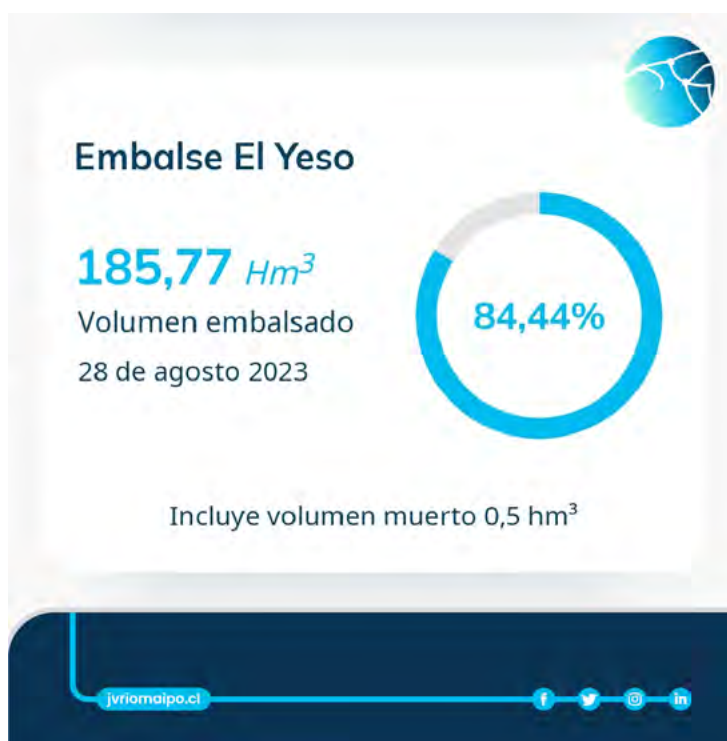 Embalse El Yeso
185,77 Hm³
Volumen embalsado
28 de agosto 2023
84,44%
Incluye volumen muerto 0,5 hm³
jvriomaipo.cl